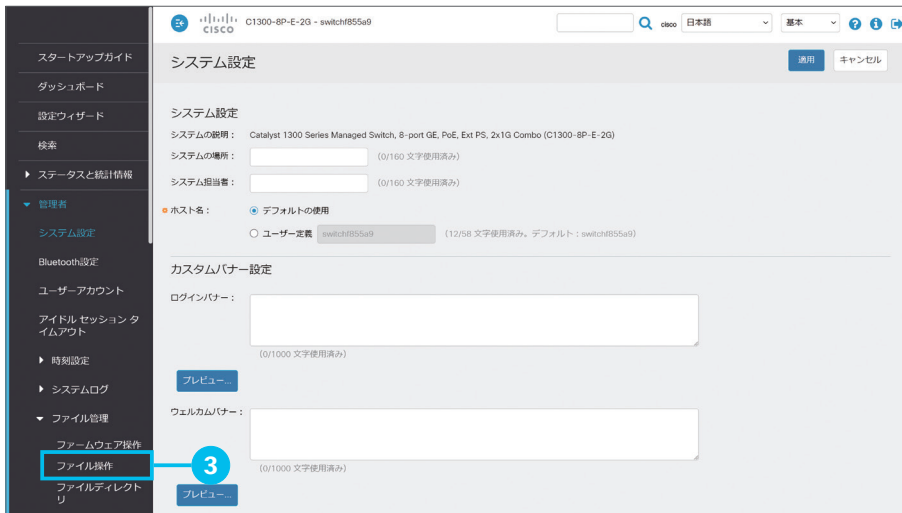 CISCO
C1300-8P-E-2G - switchf855a9
cisco
日本語
基本
スタートアップガイド
ダッシュボード
設定ウィザード
検索
ステータスと統計情報
管理者
システム設定
Bluetooth設定
ユーザーアカウント
アイドル セッション タ
イムアウト
時刻設定
システムログ
ファイル管理
ファームウェア操作
ファイル操作
ファイルディレクト
リ
3
システム設定
適用
キャンセル
システム設定
システムの説明：
Catalyst 1300 Series Managed Switch, 8-port GE, PoE, Ext PS, 2x1G Combo (C1300-8P-E-2G)
システムの場所：
(0/160 文字使用済み)
システム担当者：
(0/160 文字使用済み)
ホスト名：
デフォルトの使用
ユーザー定義
switchf855a9
(12/58 文字使用済み。デフォルト：switchf855a9)
カスタムバナー設定
ログインバナー：
(0/1000 文字使用済み)
プレビュー...
ウェルカムバナー：
(0/1000 文字使用済み)
プレビュー...